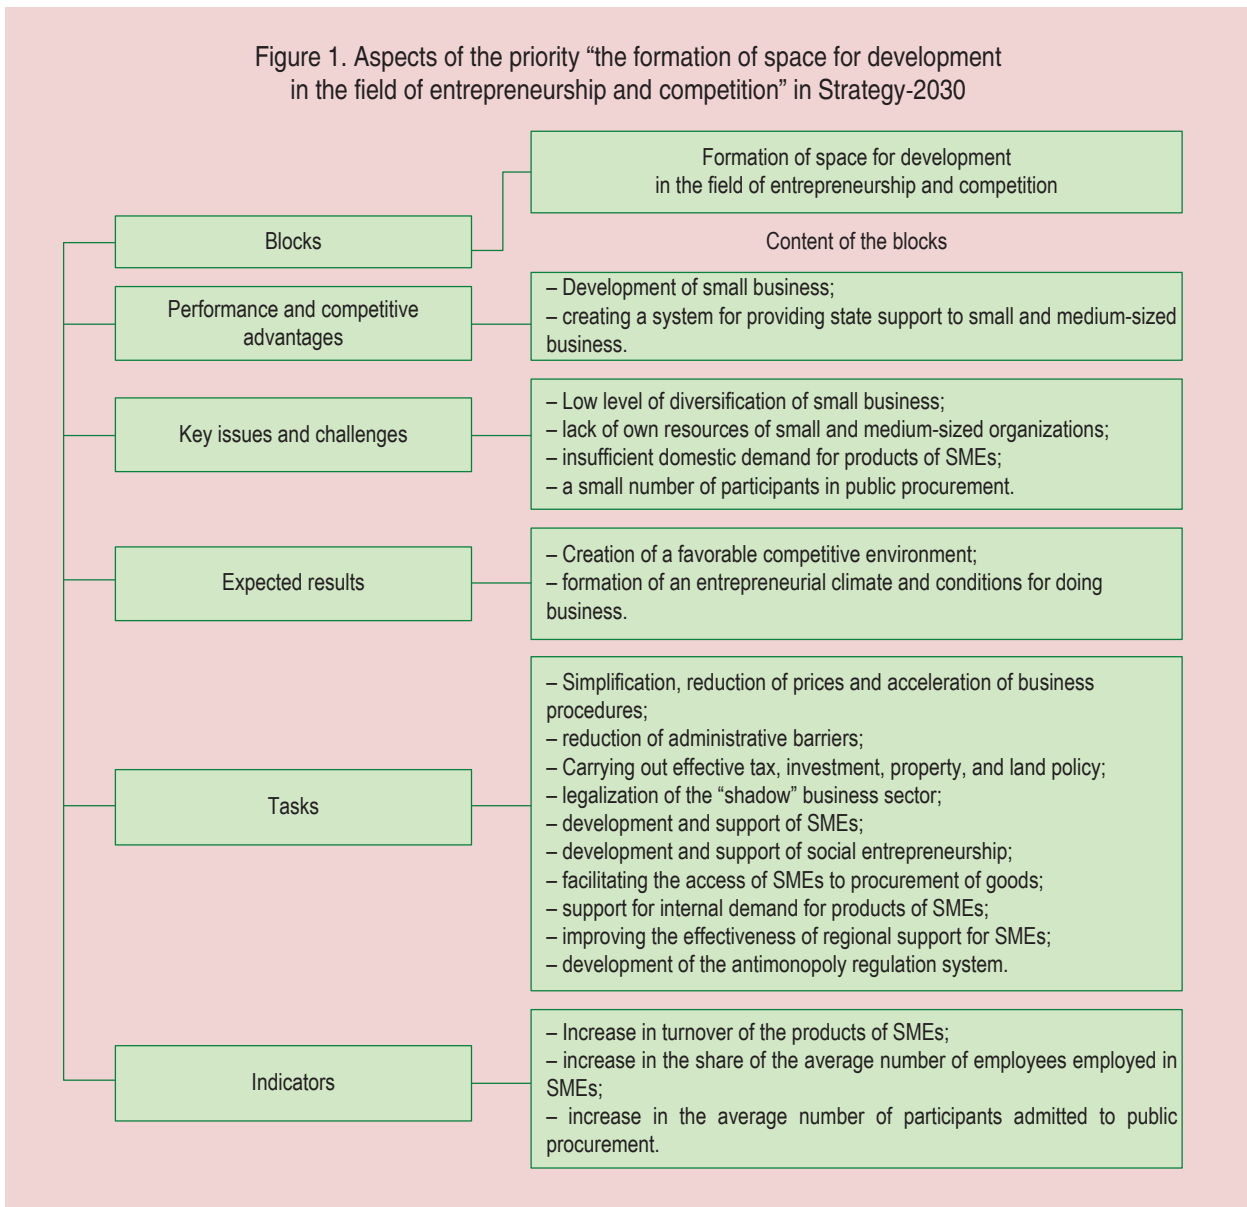 Figure 1. Aspects of the priority “the formation of space for development
in the field of entrepreneurship and competition” in Strategy-2030
Formation of space for development
in the field of entrepreneurship and competition
Blocks
Content of the blocks
Performance and competitive
advantages
– Development of small business;
– creating a system for providing state support to small and medium-sized
business.
Key issues and challenges
– Low level of diversification of small business;
– lack of own resources of small and medium-sized organizations;
– insufficient domestic demand for products of SMEs;
– a small number of participants in public procurement.
Expected results
– Creation of a favorable competitive environment;
– formation of an entrepreneurial climate and conditions for doing
business.
Tasks
– Simplification, reduction of prices and acceleration of business
procedures;
– reduction of administrative barriers;
– Carrying out effective tax, investment, property, and land policy;
– legalization of the “shadow” business sector;
– development and support of SMEs;
– development and support of social entrepreneurship;
– facilitating the access of SMEs to procurement of goods;
– support for internal demand for products of SMEs;
– improving the effectiveness of regional support for SMEs;
– development of the antimonopoly regulation system.
Indicators
– Increase in turnover of the products of SMEs;
– increase in the share of the average number of employees employed in
SMEs;
– increase in the average number of participants admitted to public
procurement.